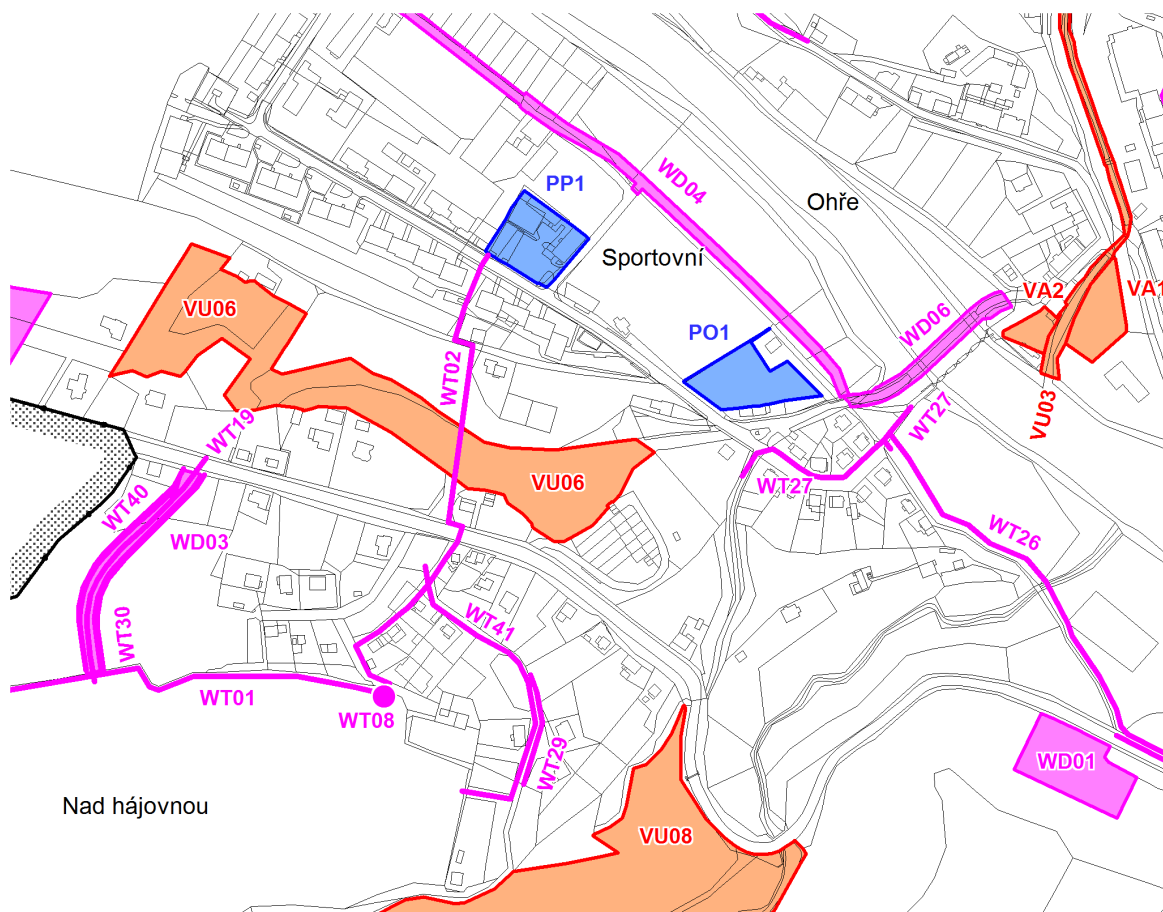 PP1
WD04
Ohře
Sportovní
VU06
VA2
VA1
WD06
PO1
WT02
VU03
WT27
WT19
WT27
VU06
WT40
WD03
WT26
WT30
WT41
WT01
WT08
WT29
WD01
Nad hájovnou
VU08